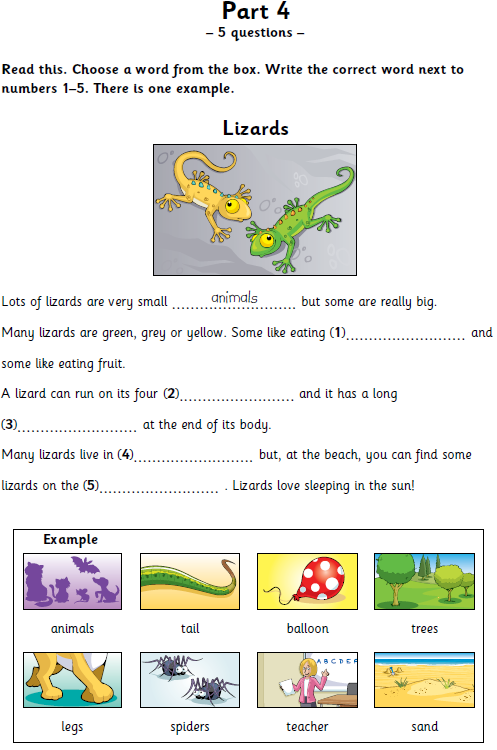 Part 4
– 5 questions –
Read this. Choose a word from the box. Write the correct word next to
numbers 1–5. There is one example.
Lizards
Lots of lizards are very small ....animals.... but some are really big.
Many lizards are green, grey or yellow. Some like eating (1)........................ and
some like eating fruit.
A lizard can run on its four (2)........................ and it has a long
(3)........................ at the end of its body.
Many lizards live in (4)........................ but, at the beach, you can find some
lizards on the (5)........................ . Lizards love sleeping in the sun!
Example
animals tail balloon trees
ABCDEF
legs spiders teacher sand